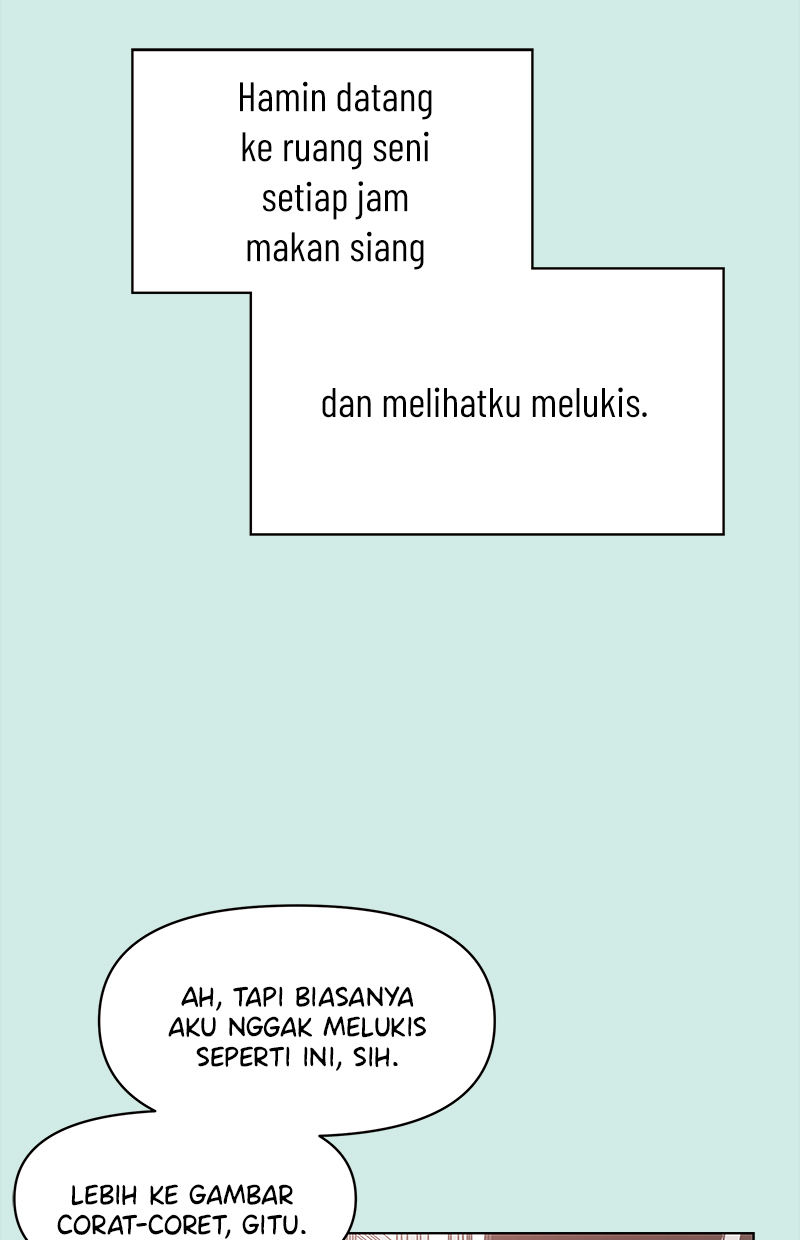 Hamin datang
ke ruang seni
setiap jam
makan siang
dan melihatku melukis.
AH, TAPI BIASANYA
AKU NGGAK MELUKIS
SEPERTI INI, SIH.
LEBIH KE GAMBAR
CORAT-CORET, GITU.